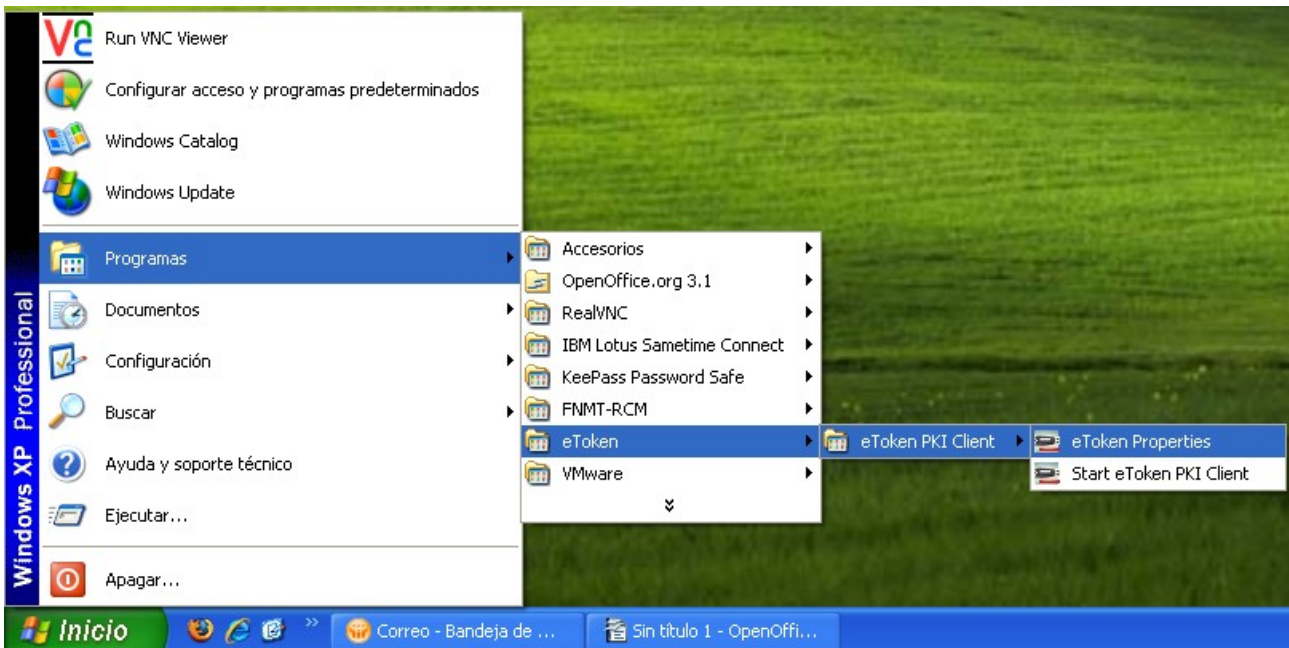 Run VNC Viewer
Configurar acceso y programas predeterminados
Windows Catalog
Windows Update
Programas
Documentos
Configuración
Buscar
Ayuda y soporte técnico
Ejecutar...
Apagar...
Windows XP Professional
Accesorios
OpenOffice.org 3.1
RealVNC
IBM Lotus Sametime Connect
KeePass Password Safe
FNMT-RCM
eToken
VMware
eToken PKI Client
eToken Properties
Start eToken PKI Client
Inicio
Correo - Bandeja de ...
Sin título 1 - OpenOffi...